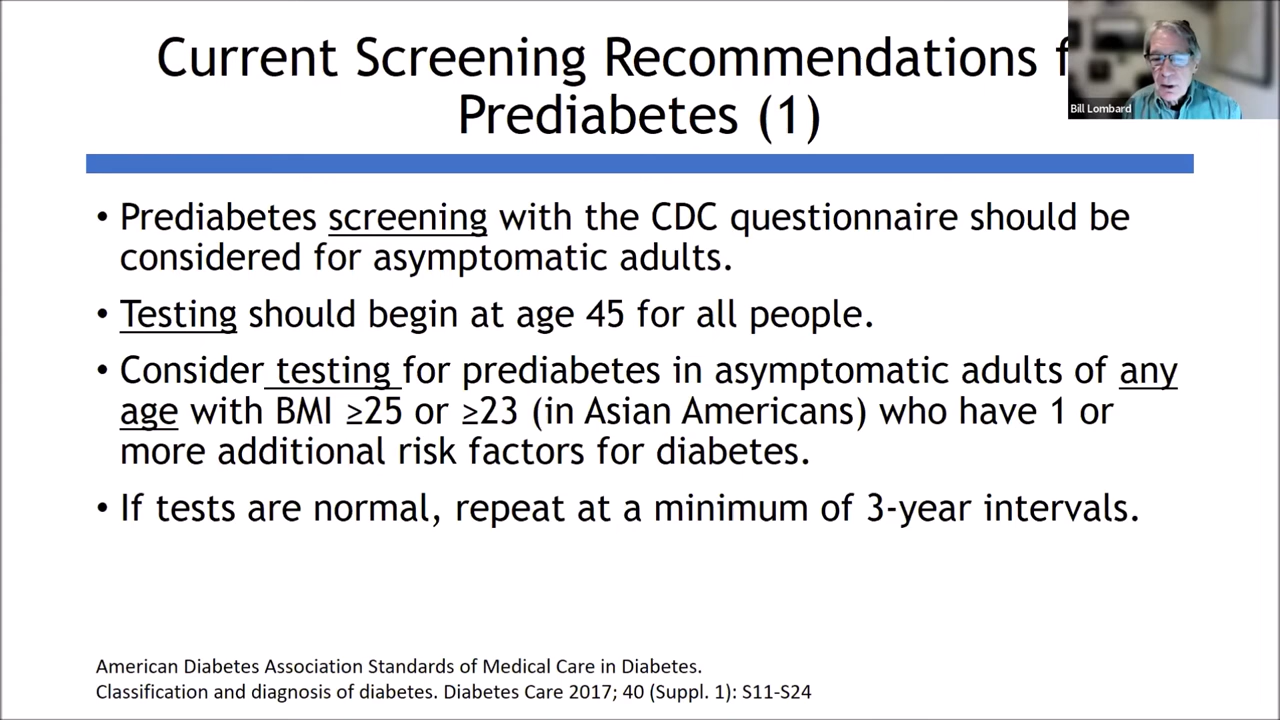 Current Screening Recommendations f
Prediabetes (1)
Bill Lombard
• Prediabetes screening with the CDC questionnaire should be
considered for asymptomatic adults.
• Testing should begin at age 45 for all people.
• Consider testing for prediabetes in asymptomatic adults of any
age with BMI ≥25 or ≥23 (in Asian Americans) who have 1 or
more additional risk factors for diabetes.
• If tests are normal, repeat at a minimum of 3-year intervals.
American Diabetes Association Standards of Medical Care in Diabetes.
Classification and diagnosis of diabetes. Diabetes Care 2017; 40 (Suppl. 1): S11-S24